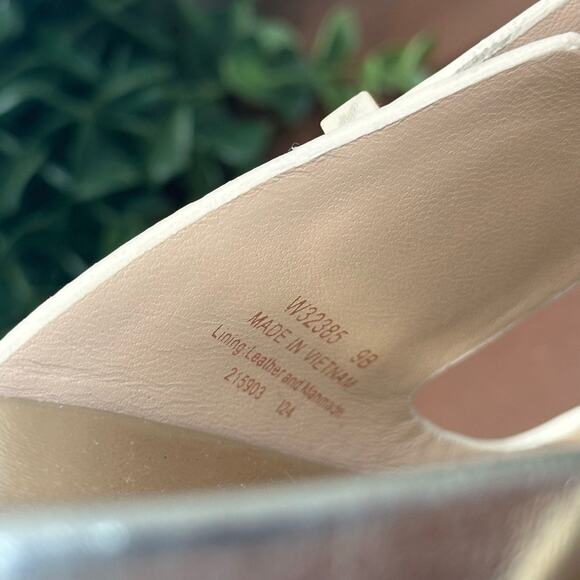 W32385 9B
MADE IN VIETNAM
Lining:Leather and Manmade.
215903 124